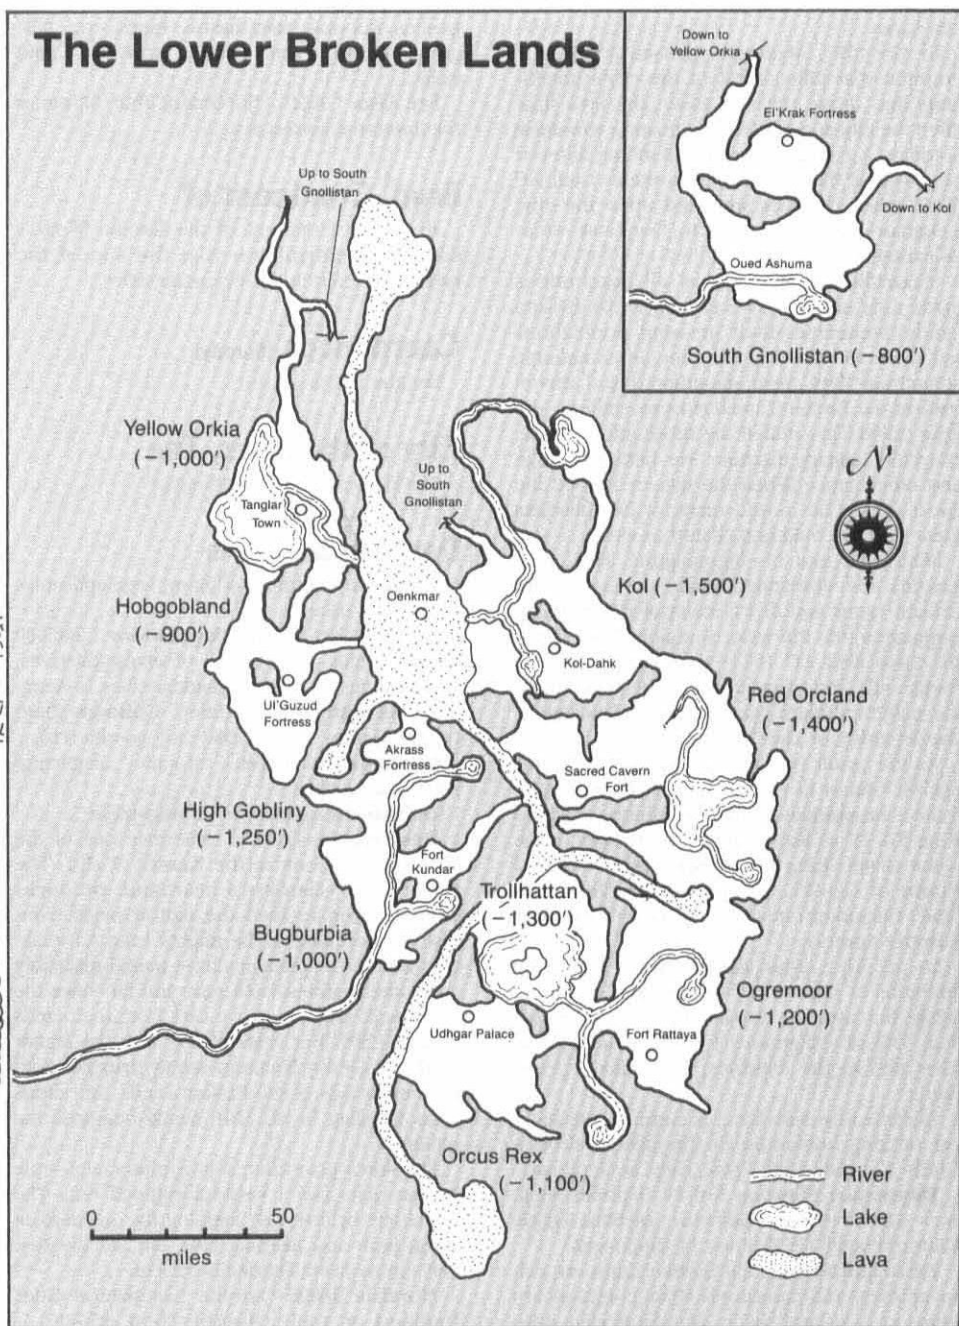 The Lower Broken Lands
Down to
Yellow Orkia
El'Krak Fortress
Down to Kol
Oued Ashuma
South Gnollistan (−800')
Up to South
Gnollistan
Yellow Orkia
(−1,000')
Tanglar
Town
Up to
South
Gnollistan
N
Hobgobland
(−900')
Oenkmar
Kol (−1,500')
Kol-Dahk
Ul'Guzud
Fortress
Red Orcland
(−1,400')
Akrass
Fortress
Sacred Cavern
Fort
High Gobliny
(−1,250')
Fort
Kundar
Trollhattan
(−1,300')
Bugburbia
(−1,000')
Ogremoor
(−1,200')
Udhgar Palace
Fort Rattaya
Orcus Rex
(−1,100')
River
Lake
Lava
0 50
miles